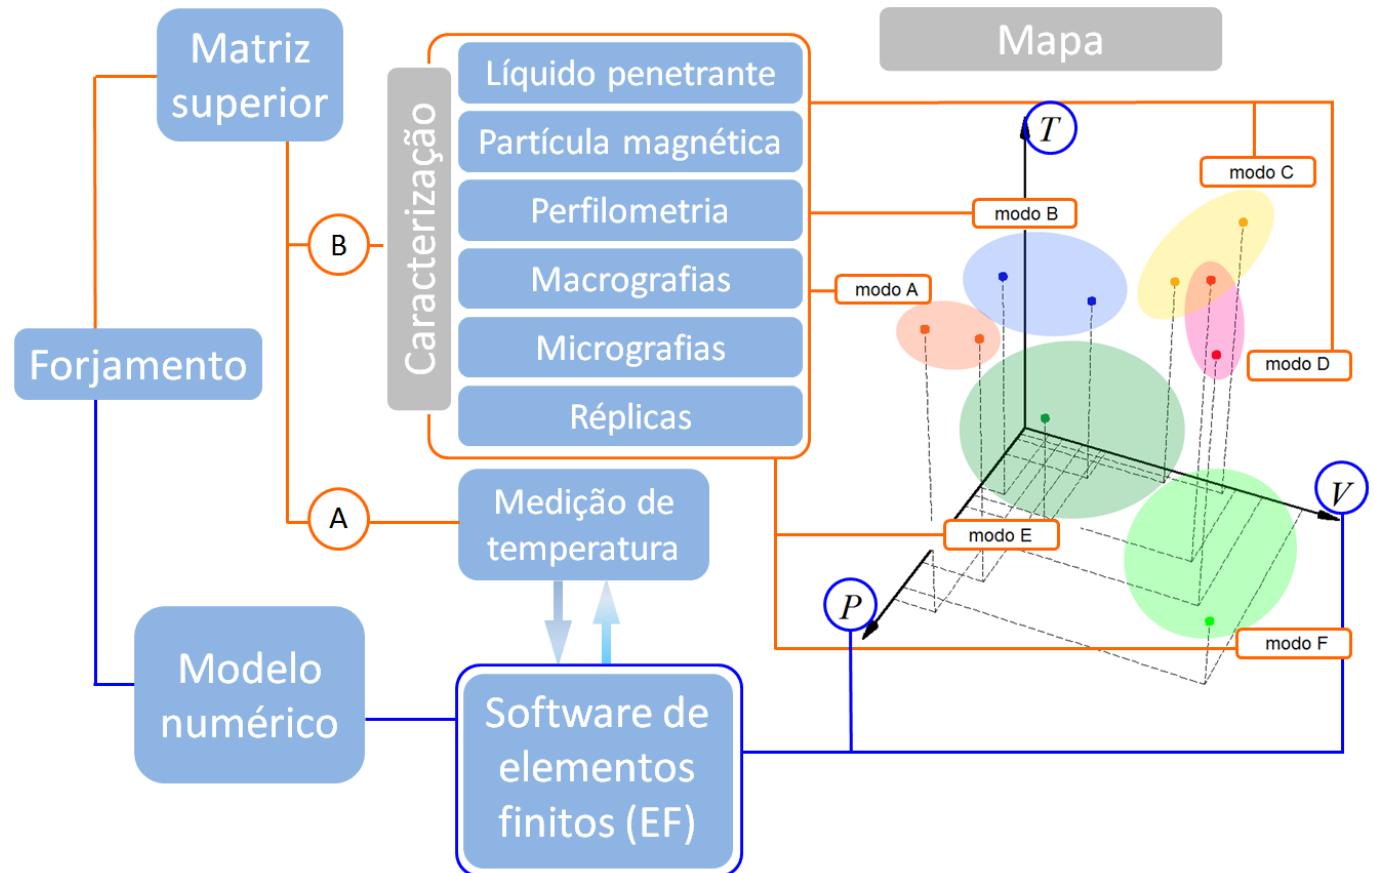 Matriz
superior
Forjamento
Modelo
numérico
B
A
Caracterização
Líquido penetrante
Partícula magnética
Perfilometria
Macrografias
Micrografias
Réplicas
Medição de
temperatura
Software de
elementos
finitos (EF)
Mapa
T
modo C
modo B
modo A
modo D
V
modo E
P
modo F